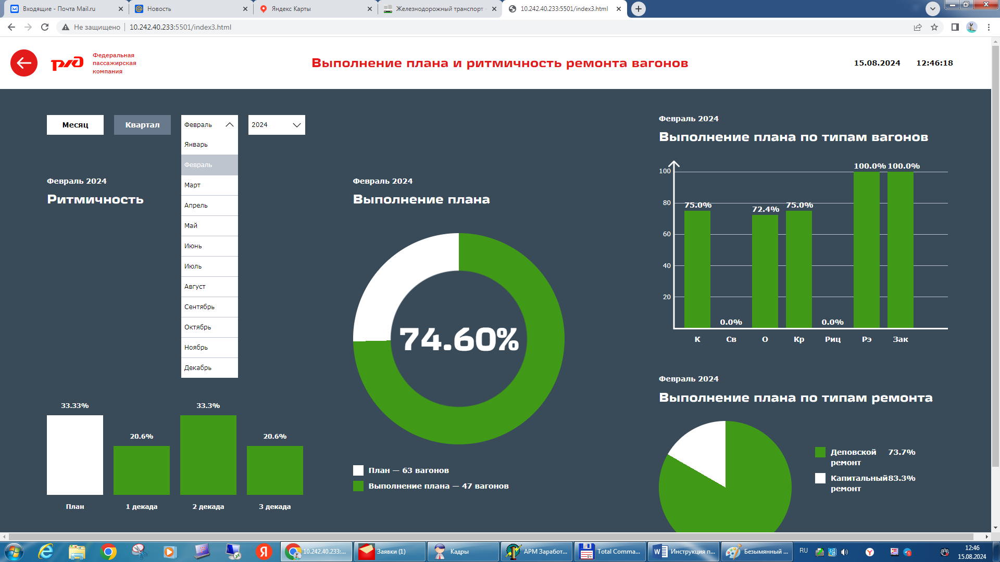 Входящие - Почта Mail.ru
Новость
Яндекс Карты
Железнодорожный транспорт -
10.242.40.233:5501/index3.html
Не защищено
10.242.40.233:5501/index3.html
ржд
Федеральная
пассажирская
компания
Выполнение плана и ритмичность ремонта вагонов
15.08.2024 12:46:18
Месяц
Квартал
Февраль
2024
Январь
Февраль
Март
Апрель
Май
Июнь
Июль
Август
Сентябрь
Октябрь
Ноябрь
Декабрь
Февраль 2024
Ритмичность
33.33%
20.6%
33.3%
20.6%
План
1 декада
2 декада
3 декада
Февраль 2024
Выполнение плана
74.60%
План — 63 вагонов
Выполнение плана — 47 вагонов
Февраль 2024
Выполнение плана по типам вагонов
100
80
60
40
20
75.0%
0.0%
72.4%
75.0%
0.0%
100.0%
100.0%
К
Св
О
Кр
Риц
Рэ
Зак
Февраль 2024
Выполнение плана по типам ремонта
Деповской 73.7%
ремонт
Капитальный 83.3%
ремонт
10.242.40.233:...
Заявки (1)
Кадры
АРМ Заработ...
Total Comma...
Инструкция п...
Безымянный ...
RU
12:46
15.08.2024